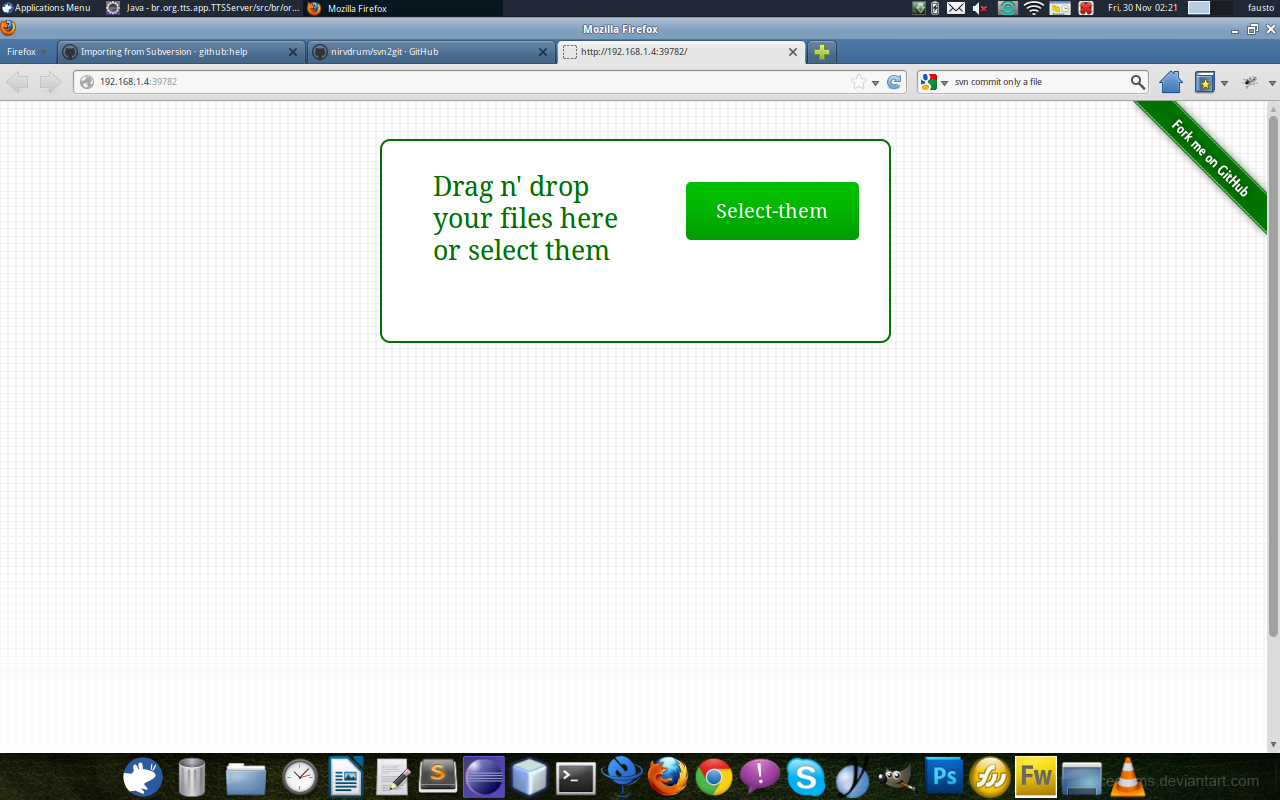 Applications Menu
Java - br.org.tts.app.TTSServer/src/br/or...
Mozilla Firefox
Fri, 30 Nov 02:21
fausto
Mozilla Firefox
Firefox
Importing from Subversion · github:help
nirvdrum/svn2git · GitHub
http://192.168.1.4:39782/
192.168.1.4:39782
svn commit only a file
Fork me on GitHub
Drag n' drop
your files here
or select them
Select-them
S
>_
!
S
Ps
Fw
.deviantart.com